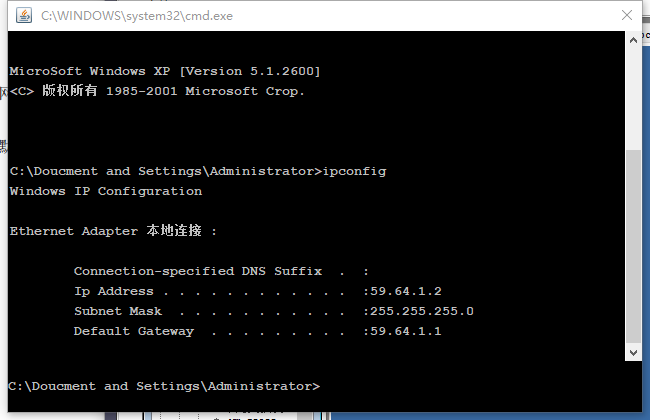 C:\WINDOWS\system32\cmd.exe
MicroSoft Windows XP [Version 5.1.2600]
<C> 版权所有 1985-2001 Microsoft Crop.
C:\Doucment and Settings\Administrator>ipconfig
Windows IP Configuration
Ethernet Adapter 本地连接 :
Connection-specified DNS Suffix . :
Ip Address . . . . . . . . . . . . :59.64.1.2
Subnet Mask . . . . . . . . . . . :255.255.255.0
Default Gateway . . . . . . . . . :59.64.1.1
C:\Doucment and Settings\Administrator>